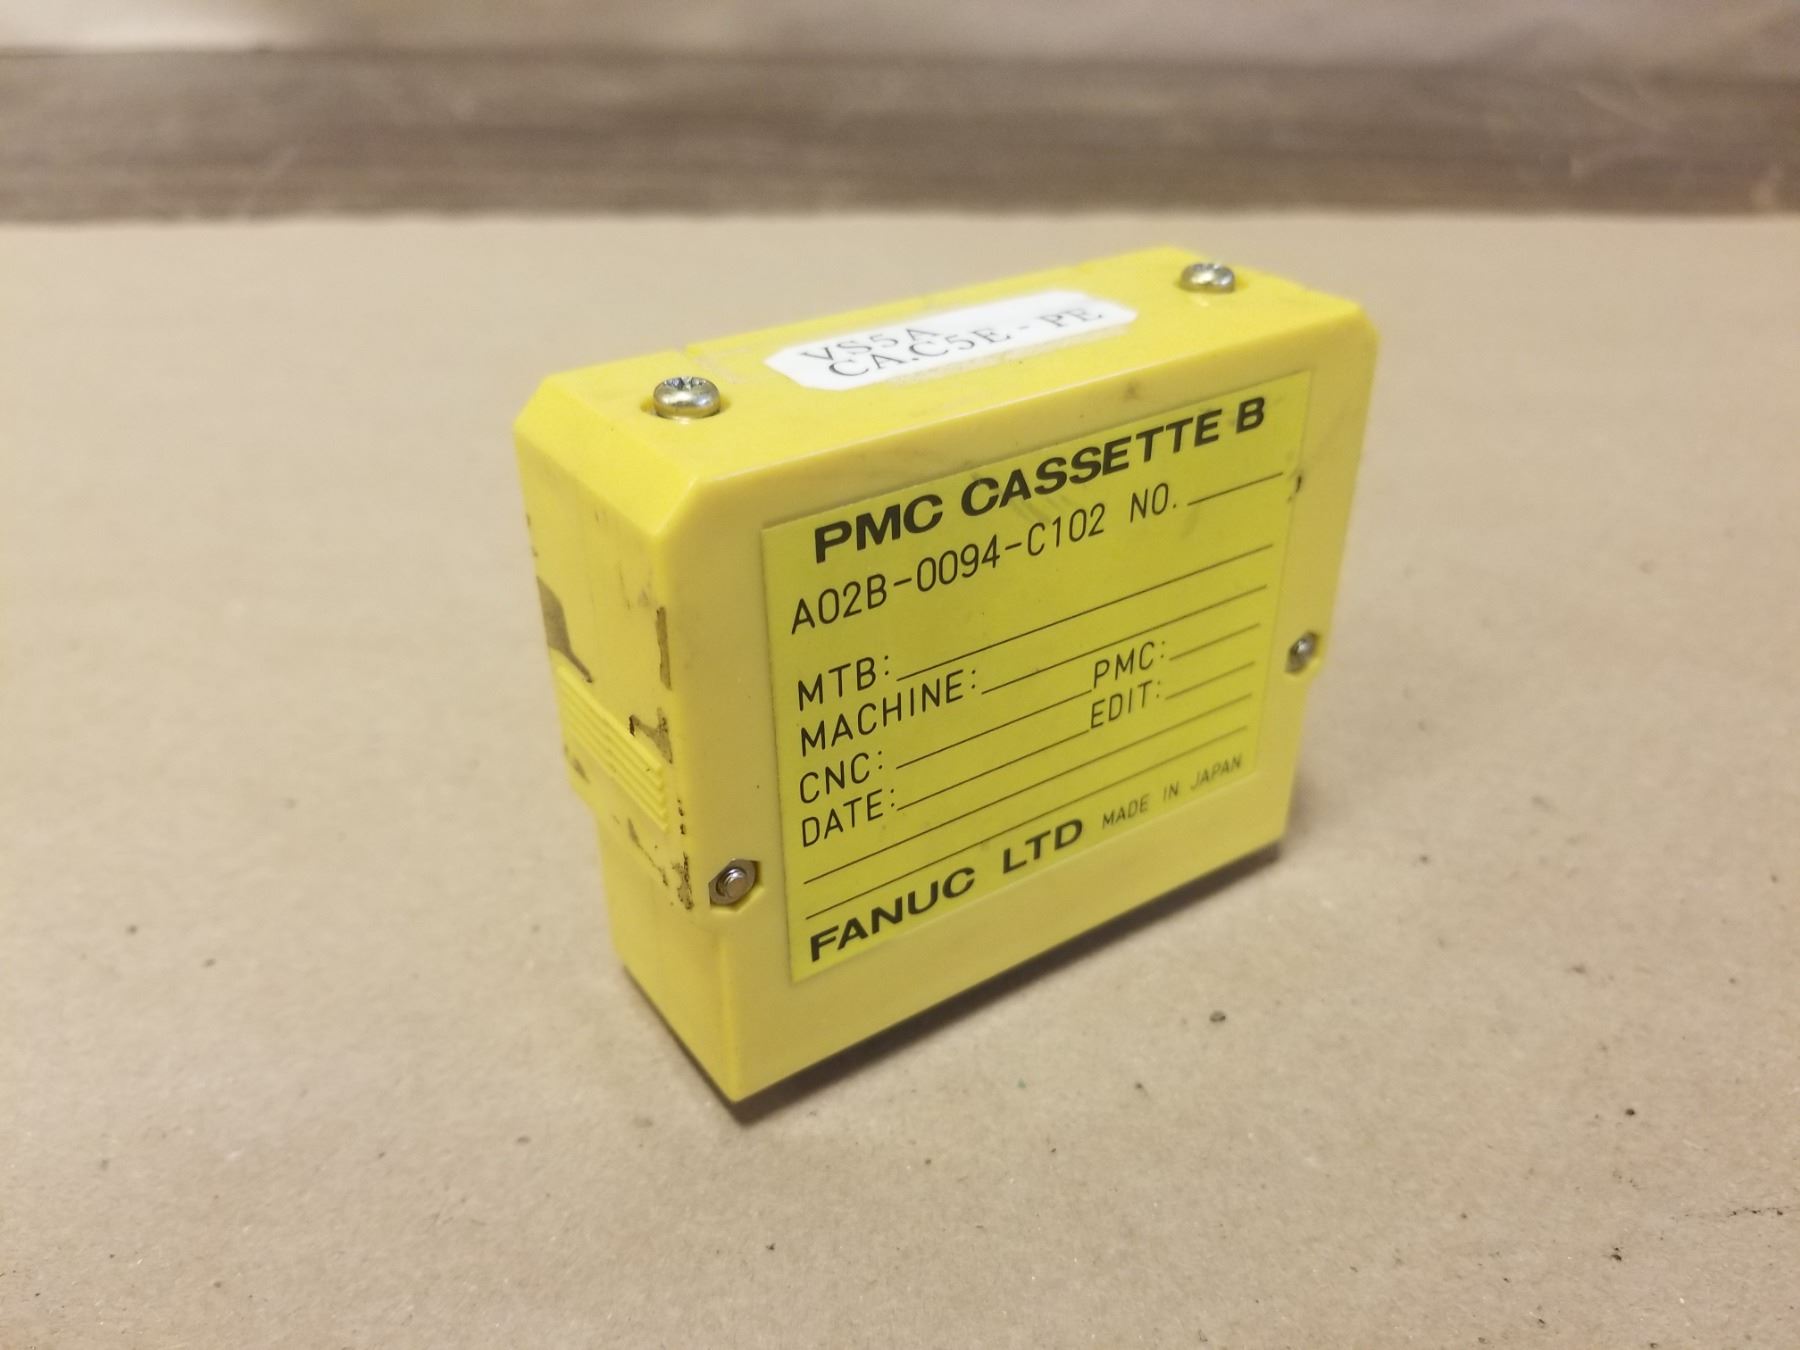 VS5A
CA.C5E-PE
PMC CASSETTE B
A02B-0094-C102 NO.
MTB:
MACHINE: PMC:
CNC: EDIT:
DATE:
FANUC LTD MADE IN JAPAN